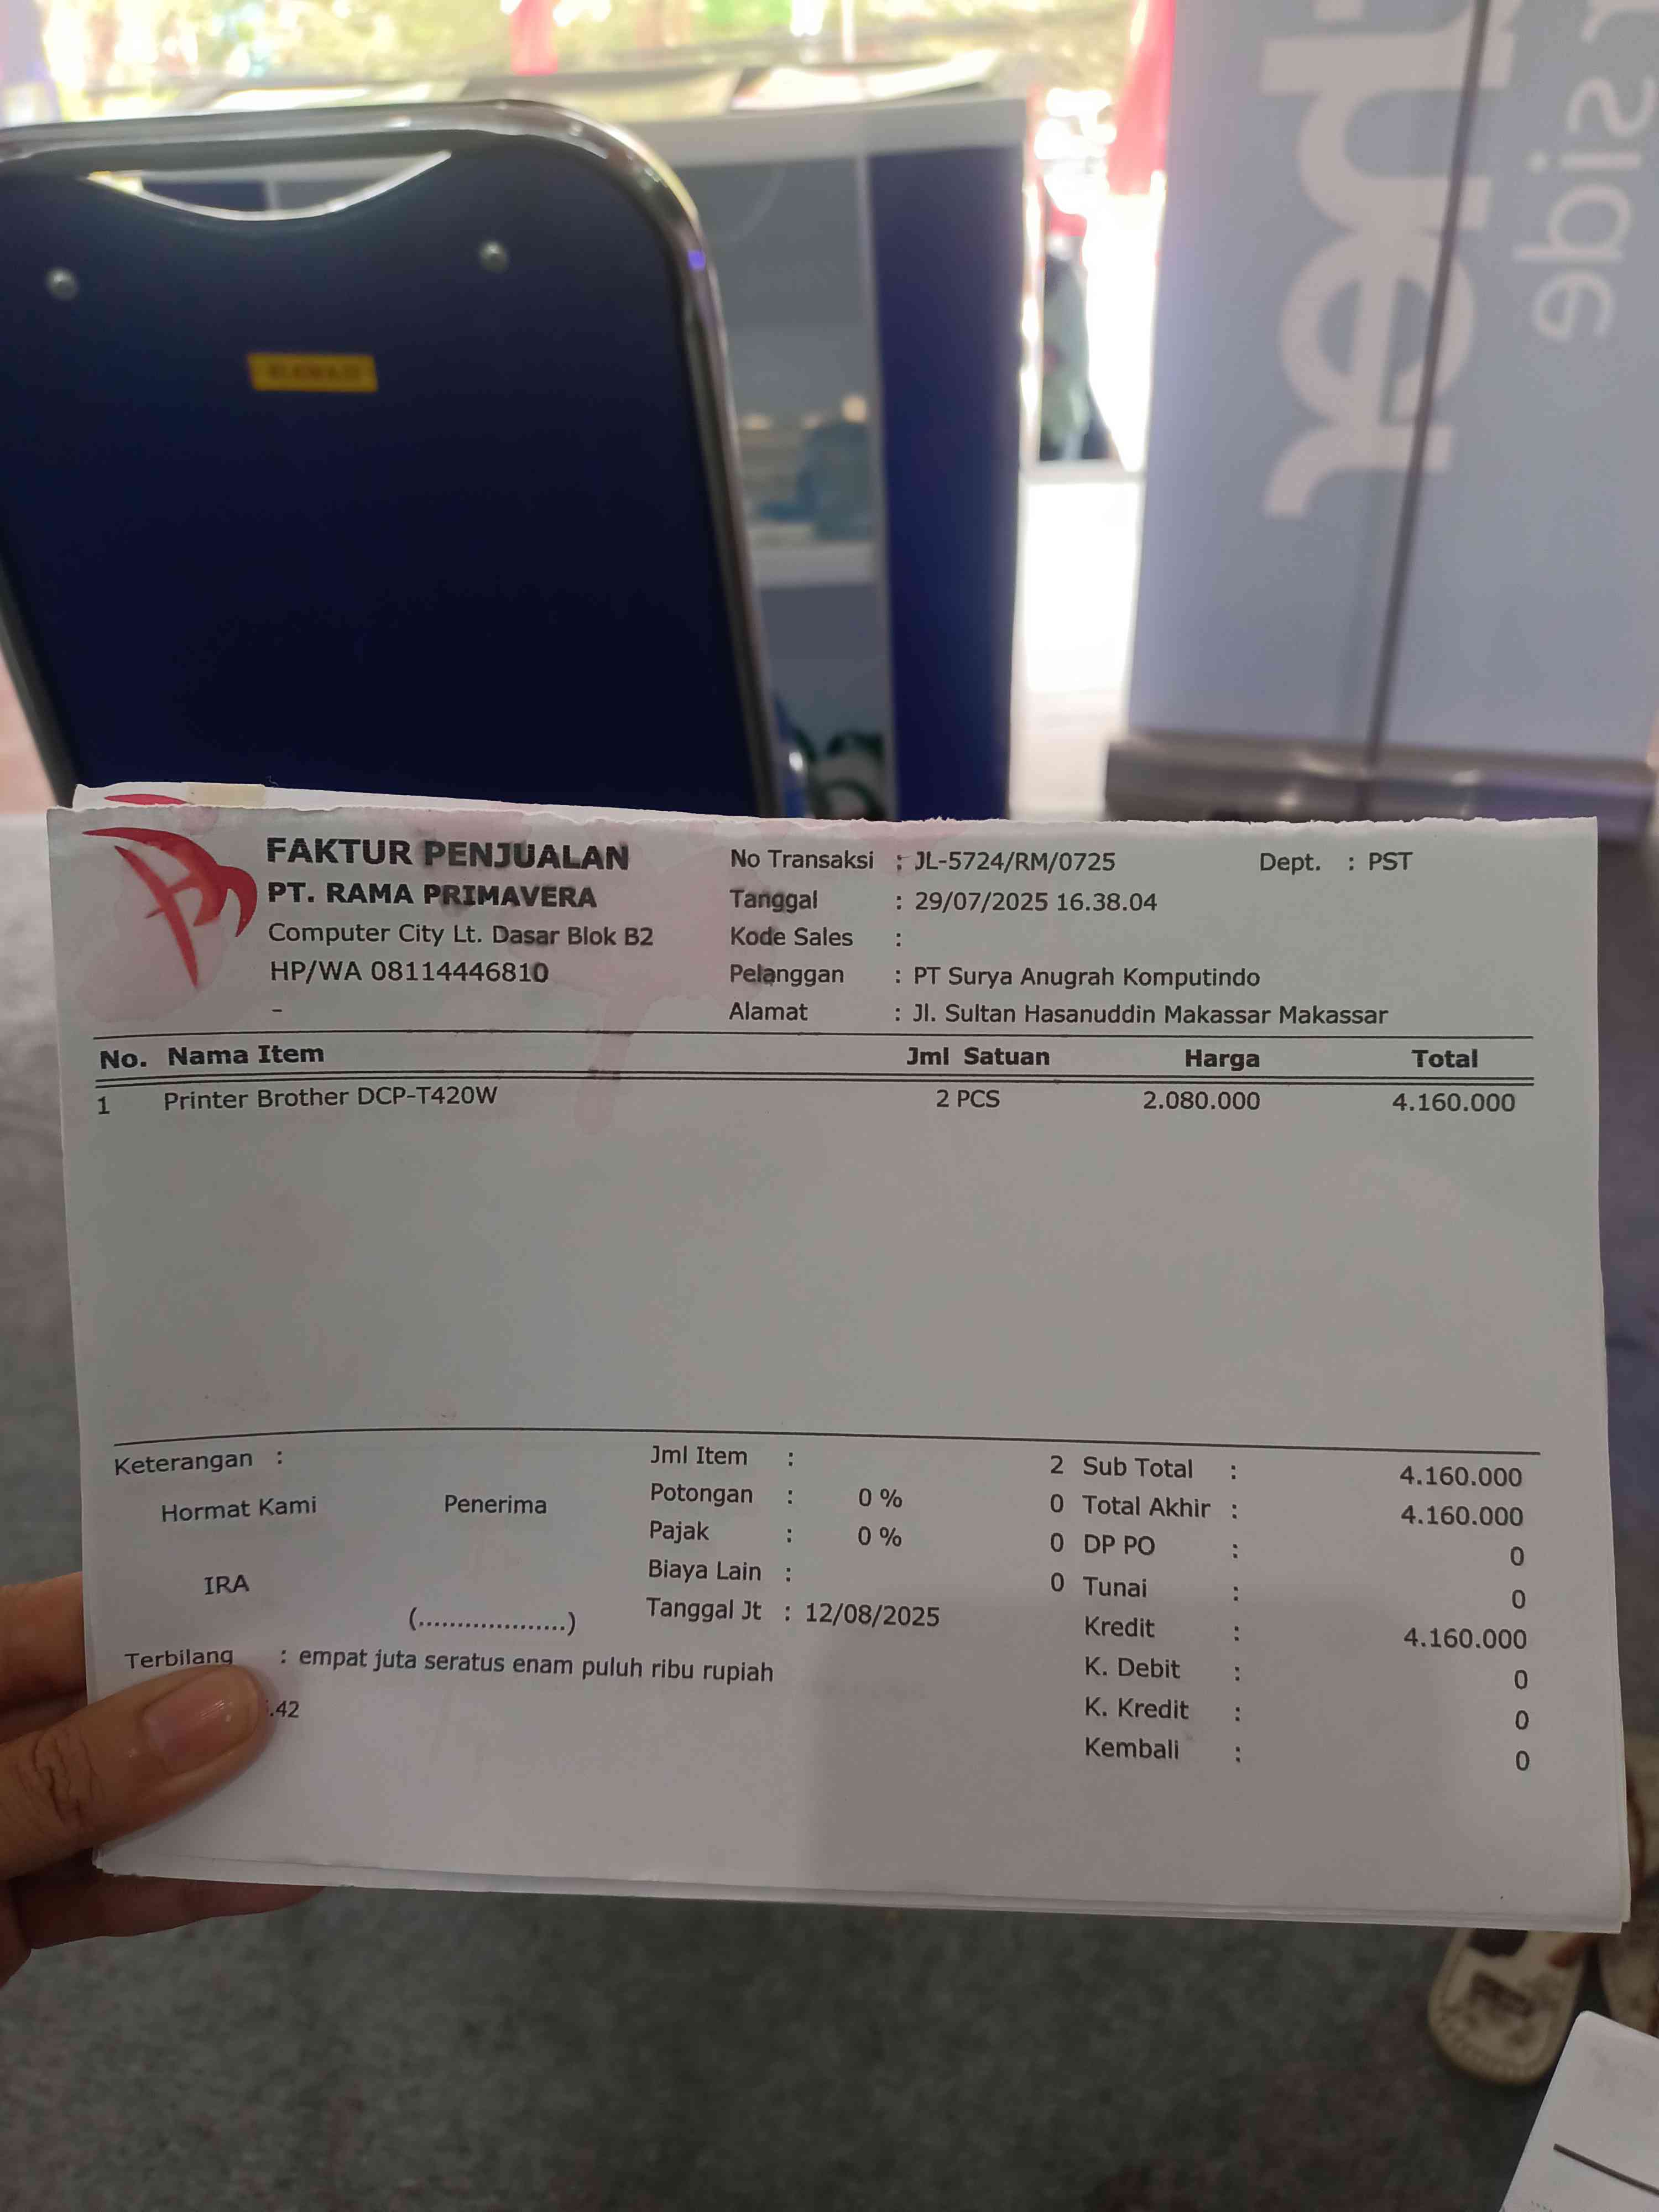 FAKTUR PENJUALAN
PT. RAMA PRIMAVERA
Computer City Lt. Dasar Blok B2
HP/WA 08114446810
-
No Transaksi : JL-5724/RM/0725 Dept. : PST
Tanggal : 29/07/2025 16.38.04
Kode Sales :
Pelanggan : PT Surya Anugrah Komputindo
Alamat : Jl. Sultan Hasanuddin Makassar Makassar
No. Nama Item Jml Satuan Harga Total
1 Printer Brother DCP-T420W 2 PCS 2.080.000 4.160.000
Keterangan :
Hormat Kami Penerima
IRA
(...................)
Jml Item : 2
Potongan : 0 % 0
Pajak : 0 % 0
Biaya Lain : 0
Tanggal Jt : 12/08/2025
Sub Total : 4.160.000
Total Akhir : 4.160.000
DP PO : 0
Tunai : 0
Kredit : 4.160.000
K. Debit : 0
K. Kredit : 0
Kembali : 0
Terbilang : empat juta seratus enam puluh ribu rupiah
.42